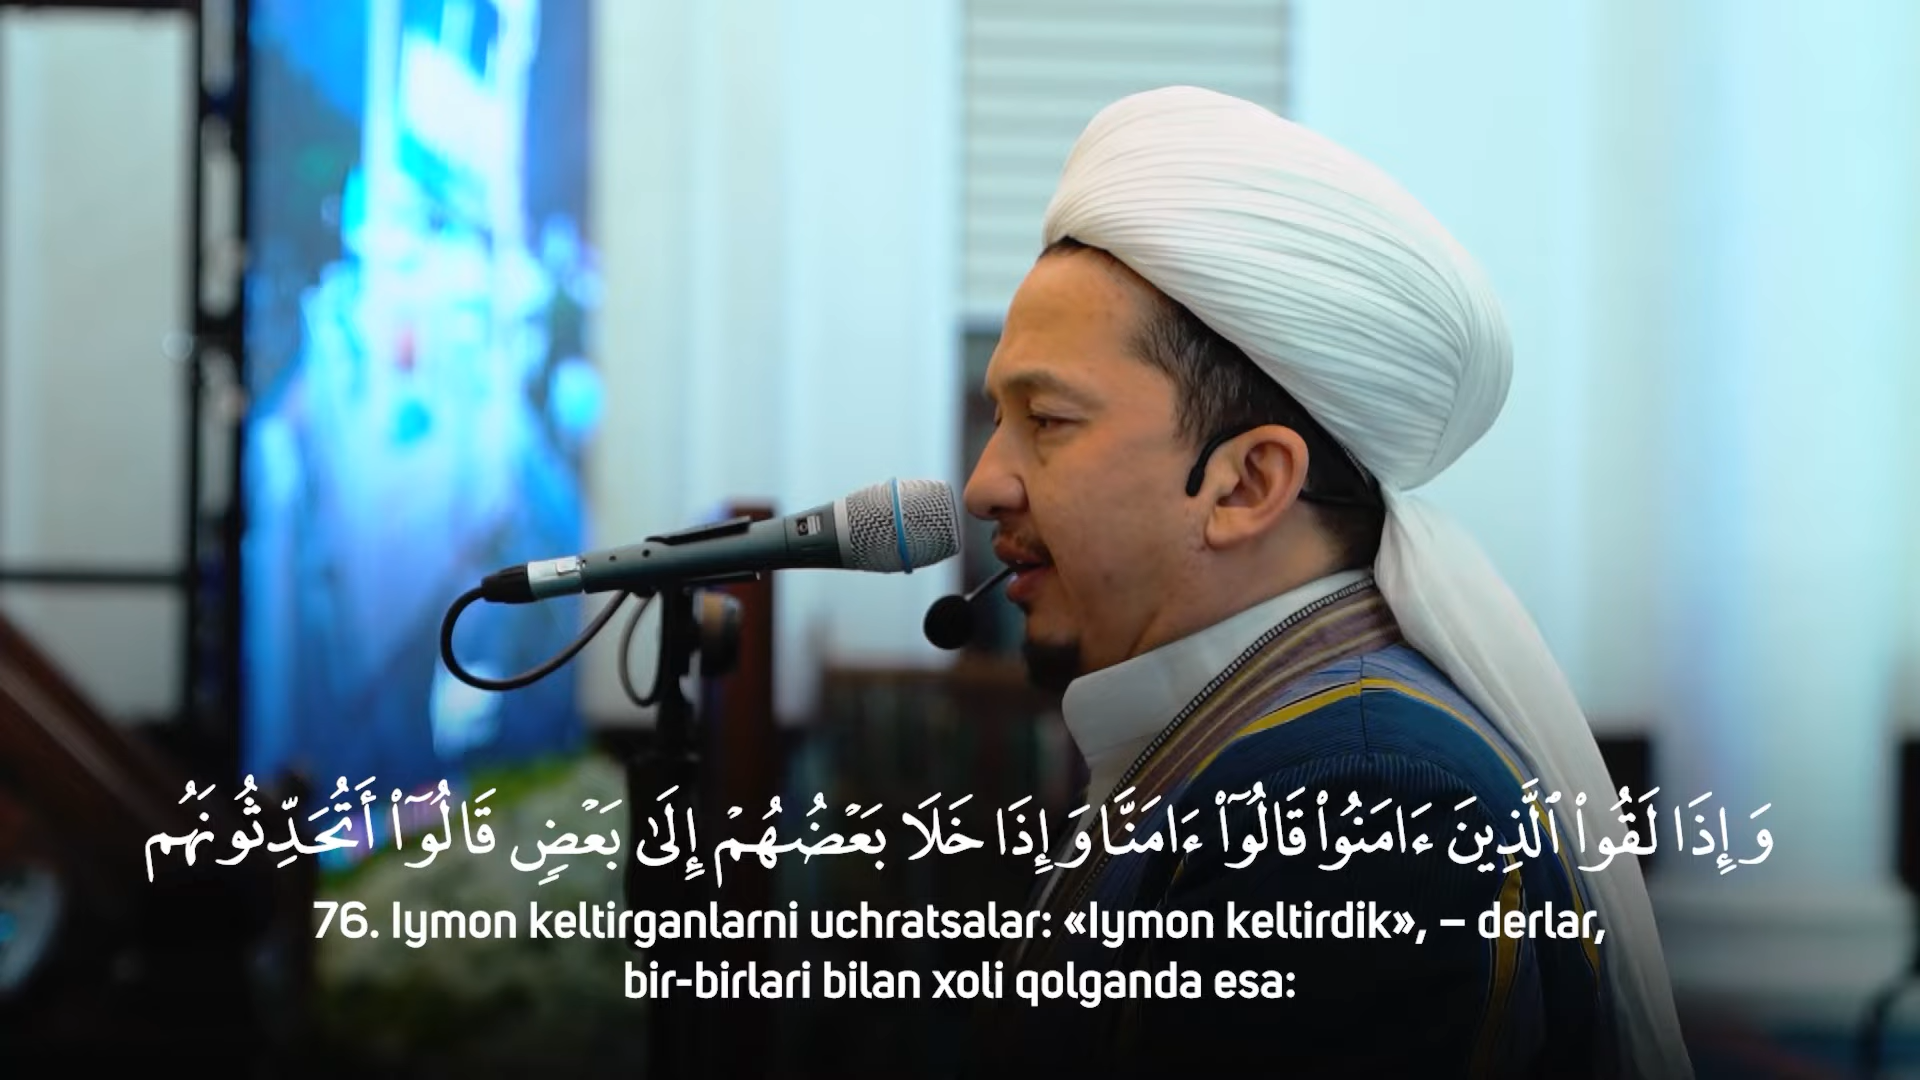 وَإِذَا لَقُوا۟ ٱلَّذِينَ ءَامَنُوا۟ قَالُوٓا۟ ءَامَنَّا وَإِذَا خَلَا بَعْضُهُمْ إِلَىٰ بَعْضٍ قَالُوٓا۟ أَتُحَدِّثُونَهُم
76. Iymon keltirganlarni uchratsalar: «Iymon keltirdik», – derlar,
bir-birlari bilan xoli qolganda esa: